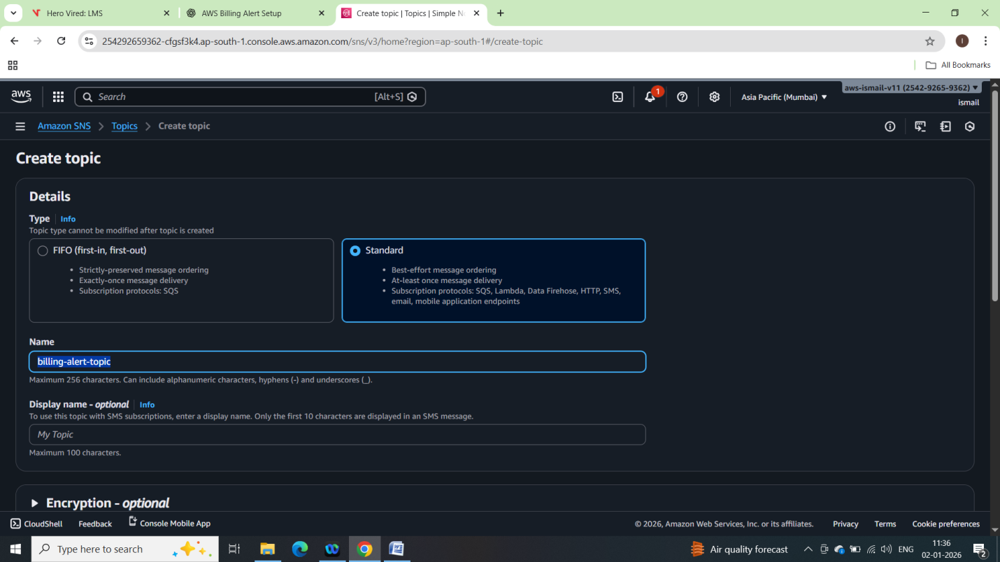 Hero Vired: LMS
AWS Billing Alert Setup
Create topic | Topics | Simple No
254292659362-cfgsf3k4.ap-south-1.console.aws.amazon.com/sns/v3/home?region=ap-south-1#/create-topic
I
All Bookmarks
aws
Search
[Alt+S]
1
Asia Pacific (Mumbai)
aws-ismail-v11 (2542-9265-9362)
ismail
Amazon SNS
Topics
Create topic
Create topic
Details
Type
Info
Topic type cannot be modified after topic is created
FIFO (first-in, first-out)
• Strictly-preserved message ordering
• Exactly-once message delivery
• Subscription protocols: SQS
Standard
• Best-effort message ordering
• At-least once message delivery
• Subscription protocols: SQS, Lambda, Data Firehose, HTTP, SMS,
email, mobile application endpoints
Name
billing-alert-topic
Maximum 256 characters. Can include alphanumeric characters, hyphens (-) and underscores (_).
Display name - optional
Info
To use this topic with SMS subscriptions, enter a display name. Only the first 10 characters are displayed in an SMS message.
My Topic
Maximum 100 characters.
Encryption - optional
CloudShell
Feedback
Console Mobile App
© 2026, Amazon Web Services, Inc. or its affiliates.
Privacy
Terms
Cookie preferences
Type here to search
Air quality forecast
ENG
11:36
02-01-2026
2